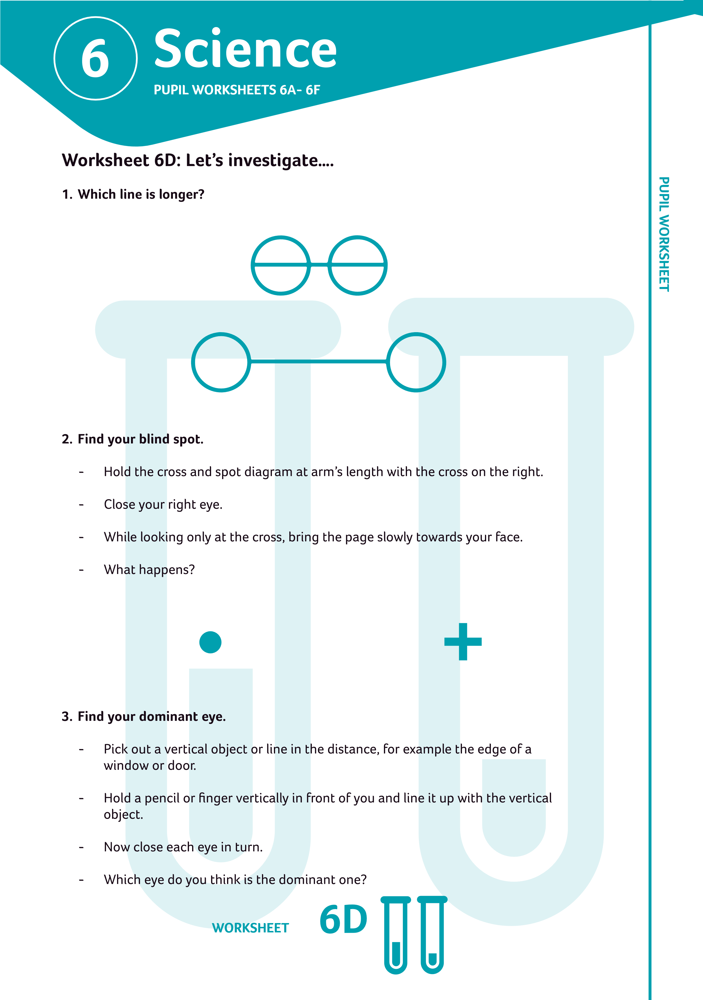 6
Science
PUPIL WORKSHEETS 6A- 6F
PUPIL WORKSHEET
Worksheet 6D: Let’s investigate....
1. Which line is longer?
2. Find your blind spot.
- Hold the cross and spot diagram at arm’s length with the cross on the right.
- Close your right eye.
- While looking only at the cross, bring the page slowly towards your face.
- What happens?
3. Find your dominant eye.
- Pick out a vertical object or line in the distance, for example the edge of a
window or door.
- Hold a pencil or finger vertically in front of you and line it up with the vertical
object.
- Now close each eye in turn.
- Which eye do you think is the dominant one?
WORKSHEET 6D